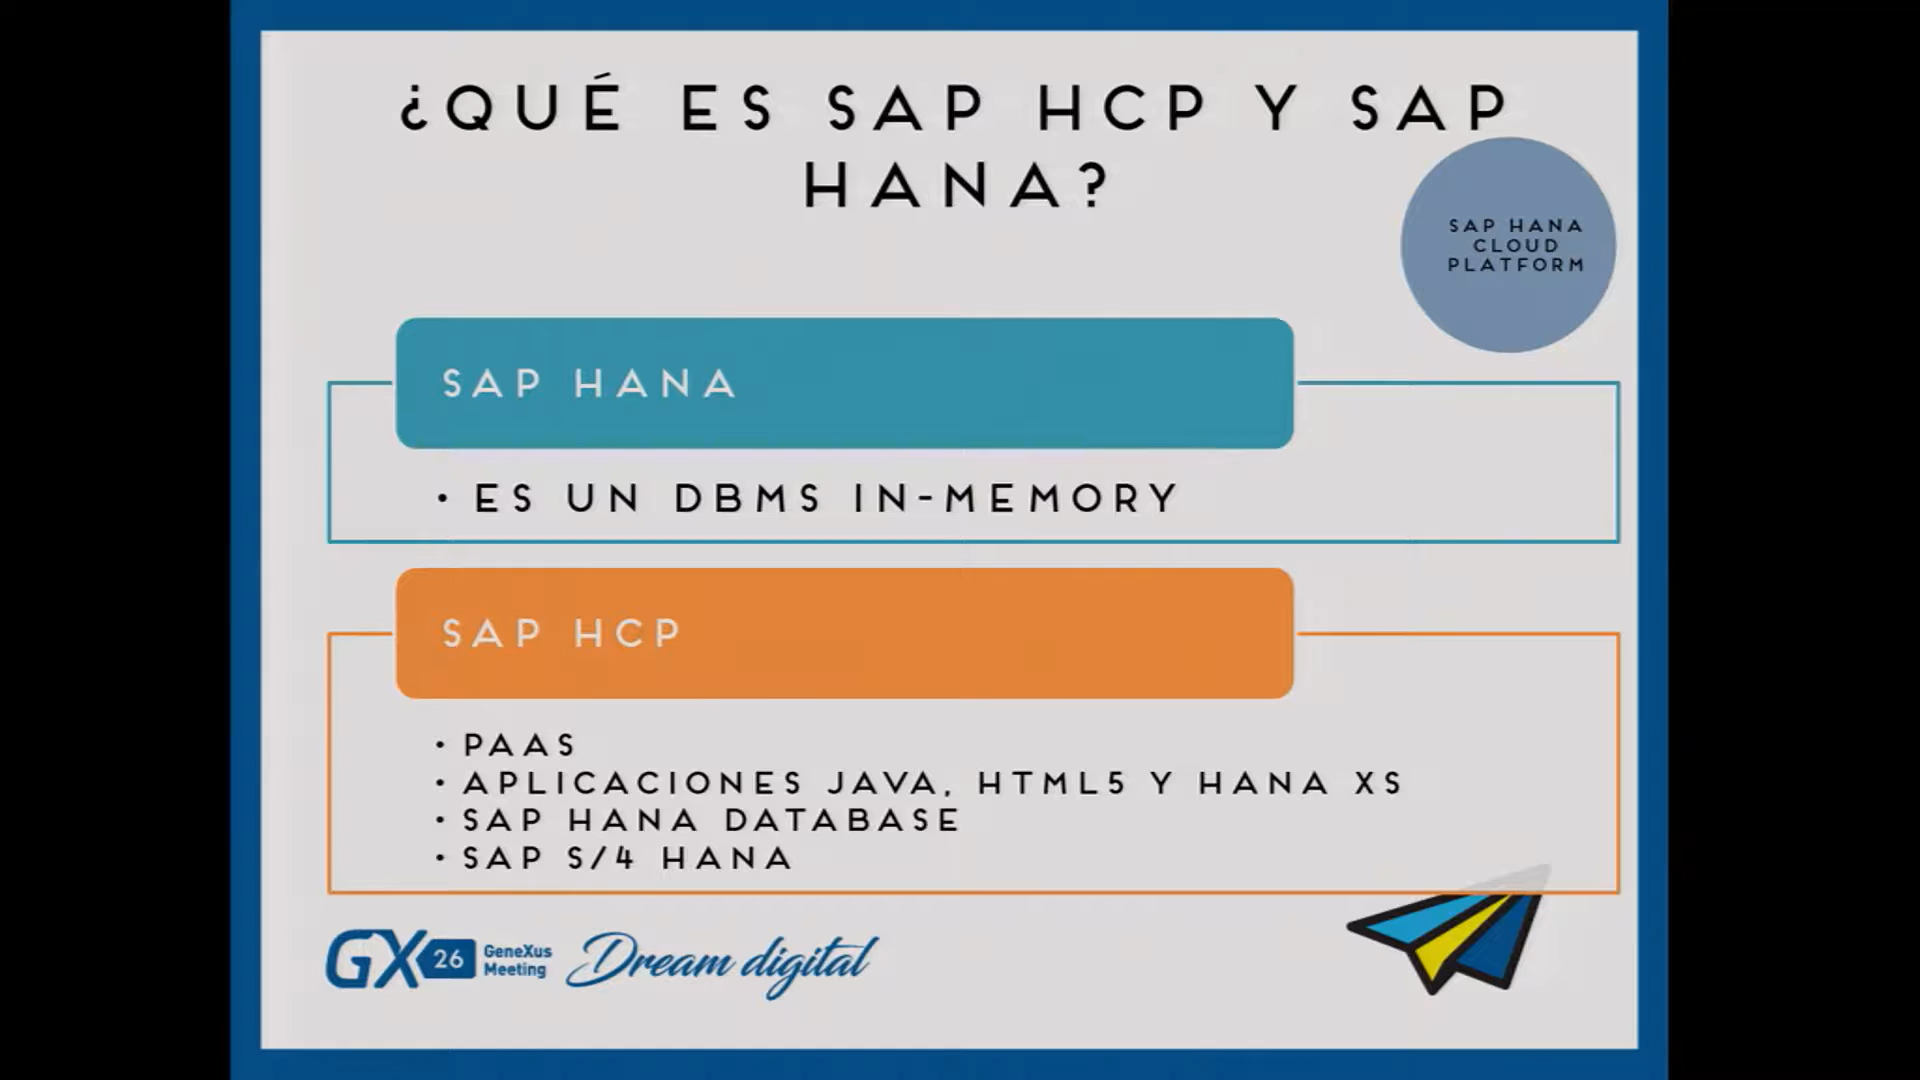 ¿QUÉ ES SAP HCP Y SAP
HANA?
SAP HANA
CLOUD
PLATFORM
SAP HANA
• ES UN DBMS IN-MEMORY
SAP HCP
• PAAS
• APLICACIONES JAVA, HTML5 Y HANA XS
• SAP HANA DATABASE
• SAP S/4 HANA
GX 26 GeneXus
Meeting
Dream digital